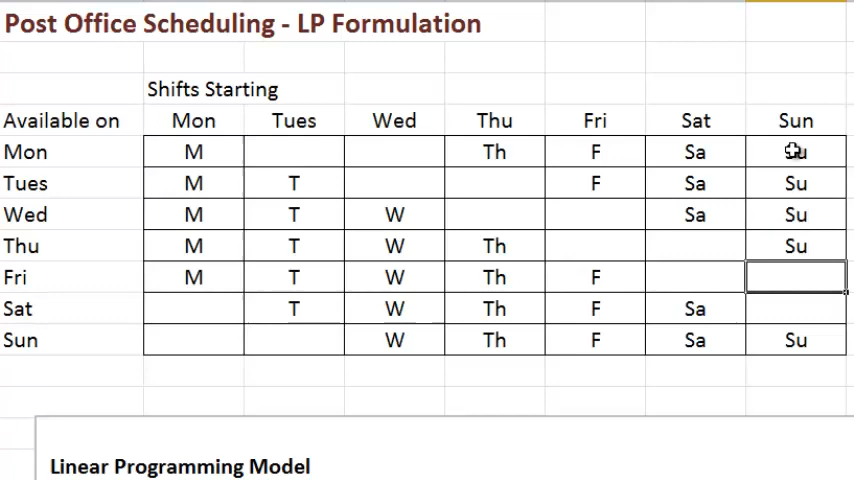 Post Office Scheduling - LP Formulation
Shifts Starting
Available on Mon Tues Wed Thu Fri Sat Sun
Mon M Th F Sa
Tues M T F Sa Su
Wed M T W Sa Su
Thu M T W Th Su
Fri M T W Th F
Sat T W Th F Sa
Sun W Th F Sa Su
Linear Programming Model